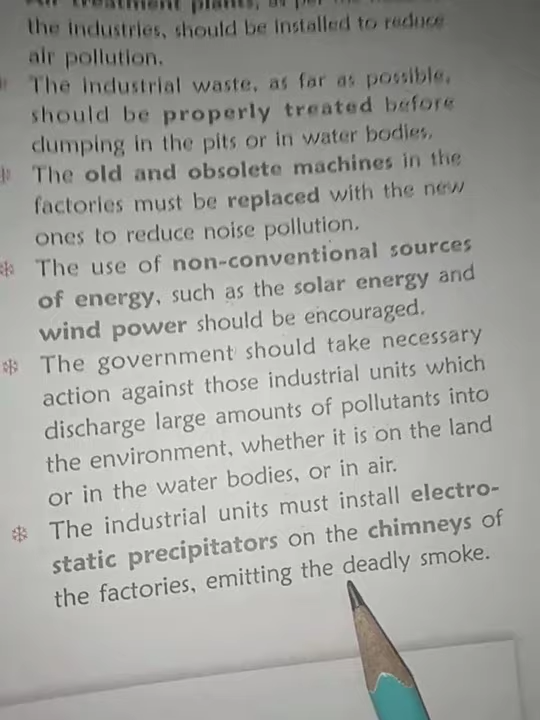 Air treatment plants, as per the
the industries, should be installed to reduce
air pollution.
The industrial waste, as far as possible,
should be properly treated before
dumping in the pits or in water bodies.
The old and obsolete machines in the
factories must be replaced with the new
ones to reduce noise pollution.
The use of non-conventional sources
of energy, such as the solar energy and
wind power should be encouraged.
The government should take necessary
action against those industrial units which
discharge large amounts of pollutants into
the environment, whether it is on the land
or in the water bodies, or in air.
The industrial units must install electro-
static precipitators on the chimneys of
the factories, emitting the deadly smoke.